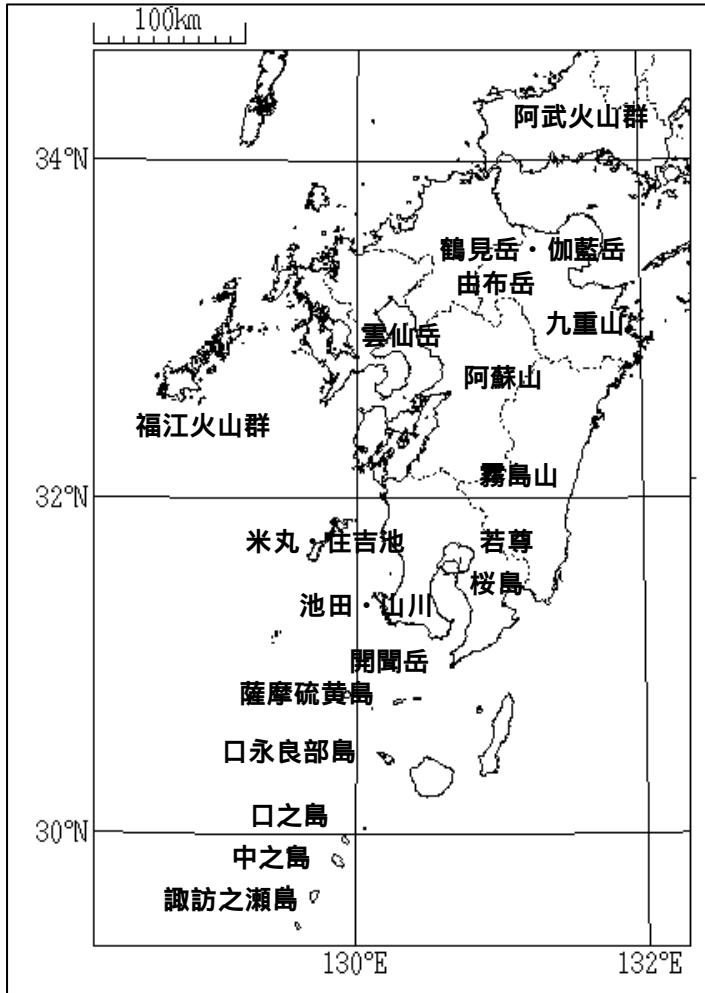 100km
阿武火山群
34°N
鶴見岳・伽藍岳
由布岳
九重山
雲仙岳
阿蘇山
福江火山群
霧島山
32°N
米丸・住吉池
若尊
桜島
池田・山川
開聞岳
薩摩硫黄島
口永良部島
口之島
30°N
中之島
諏訪之瀬島
130°E
132°E